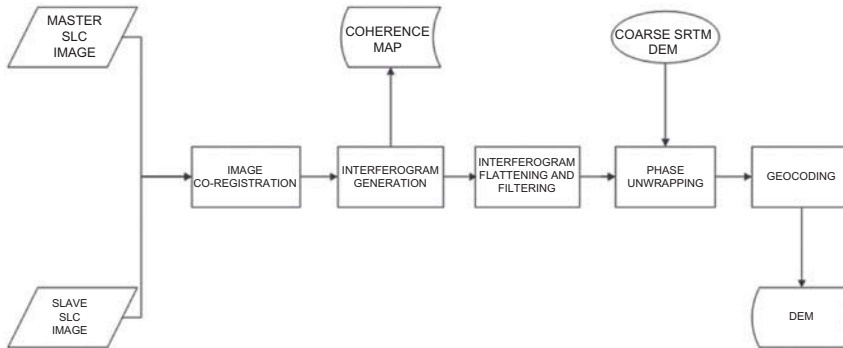 MASTER
SLC
IMAGE
COHERENCE
MAP
COARSE SRTM
DEM
IMAGE
CO-REGISTRATION
INTERFEROGRAM
GENERATION
INTERFEROGRAM
FLATTENING AND
FILTERING
PHASE
UNWRAPPING
GEOCODING
SLAVE
SLC
IMAGE
DEM